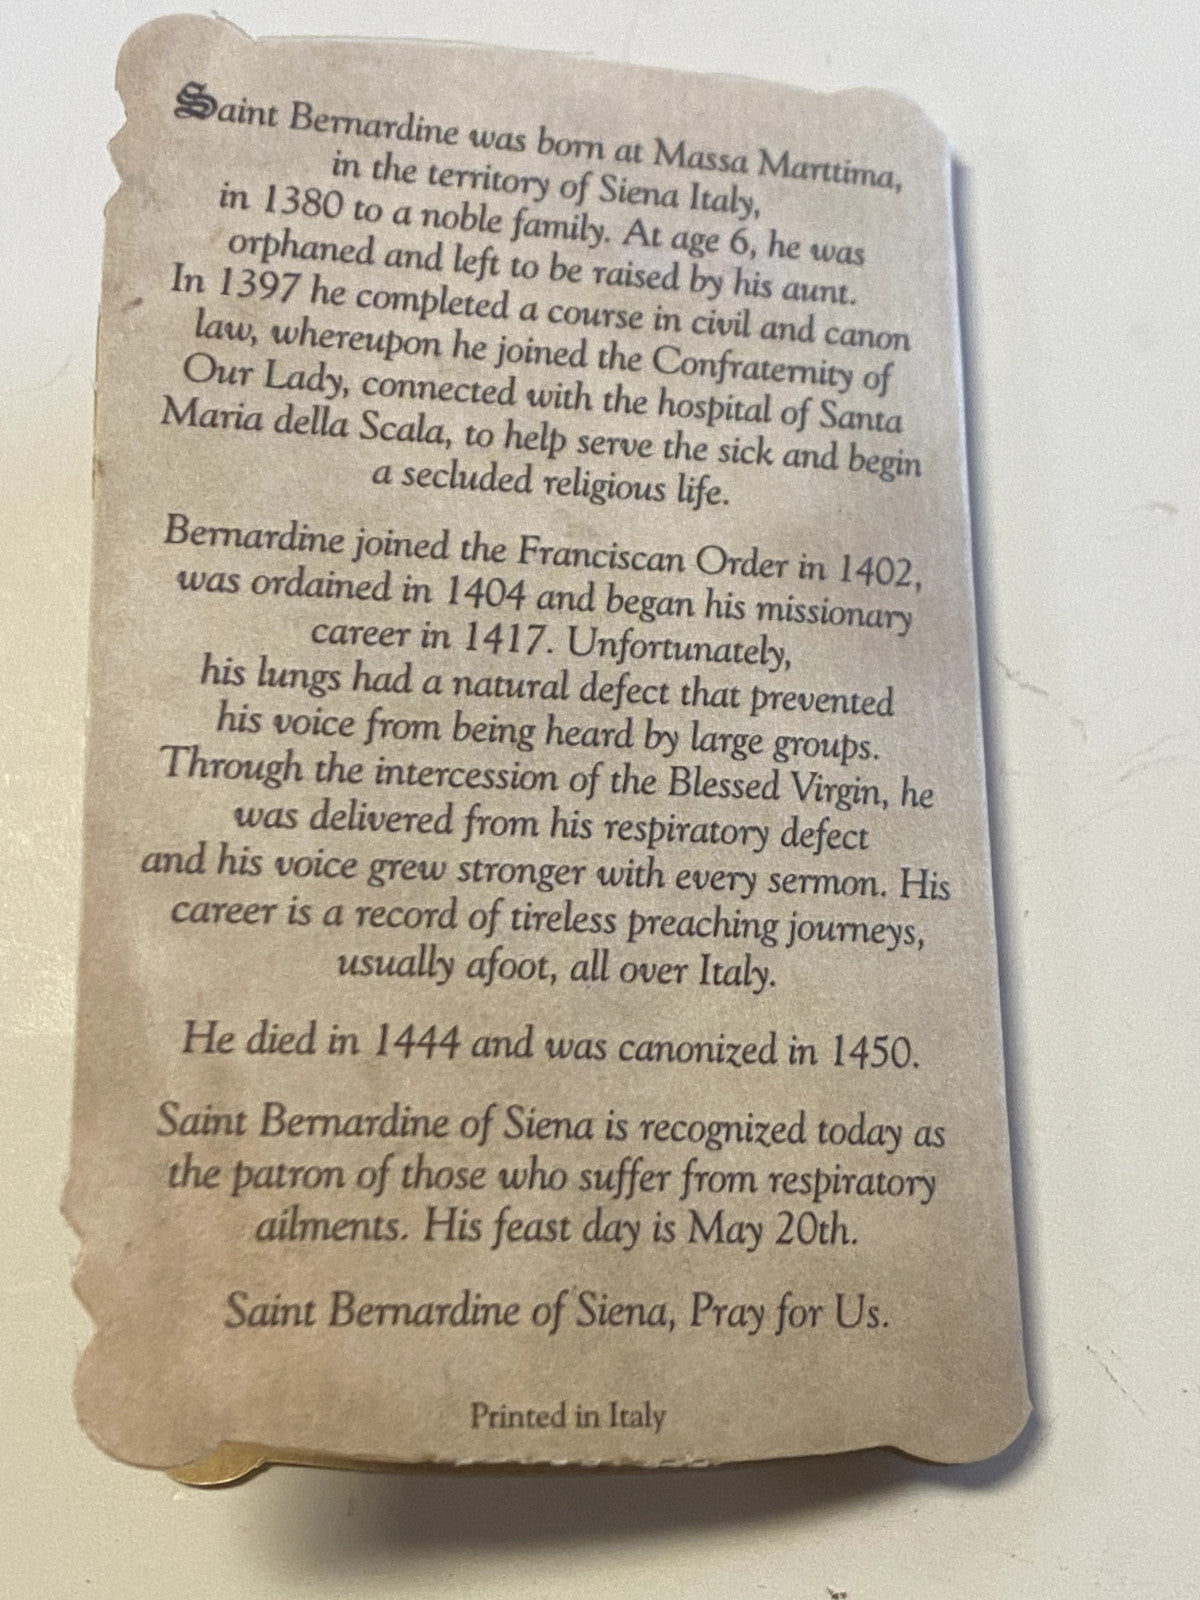 Saint Bernardine was born at Massa Marttima,
in the territory of Siena Italy,
in 1380 to a noble family. At age 6, he was
orphaned and left to be raised by his aunt.
In 1397 he completed a course in civil and canon
law, whereupon he joined the Confraternity of
Our Lady, connected with the hospital of Santa
Maria della Scala, to help serve the sick and begin
a secluded religious life.
Bernardine joined the Franciscan Order in 1402,
was ordained in 1404 and began his missionary
career in 1417. Unfortunately,
his lungs had a natural defect that prevented
his voice from being heard by large groups.
Through the intercession of the Blessed Virgin, he
was delivered from his respiratory defect
and his voice grew stronger with every sermon. His
career is a record of tireless preaching journeys,
usually afoot, all over Italy.
He died in 1444 and was canonized in 1450.
Saint Bernardine of Siena is recognized today as
the patron of those who suffer from respiratory
ailments. His feast day is May 20th.
Saint Bernardine of Siena, Pray for Us.
Printed in Italy